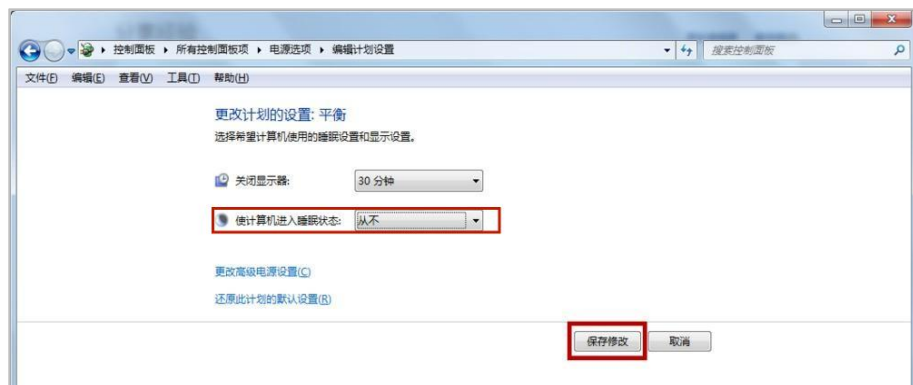 控制面板 ▸ 所有控制面板项 ▸ 电源选项 ▸ 编辑计划设置
搜索控制面板
文件(F) 编辑(E) 查看(V) 工具(T) 帮助(H)
更改计划的设置: 平衡
选择希望计算机使用的睡眠设置和显示设置。
关闭显示器: 30 分钟
使计算机进入睡眠状态: 从不
更改高级电源设置(C)
还原此计划的默认设置(R)
保存修改 取消